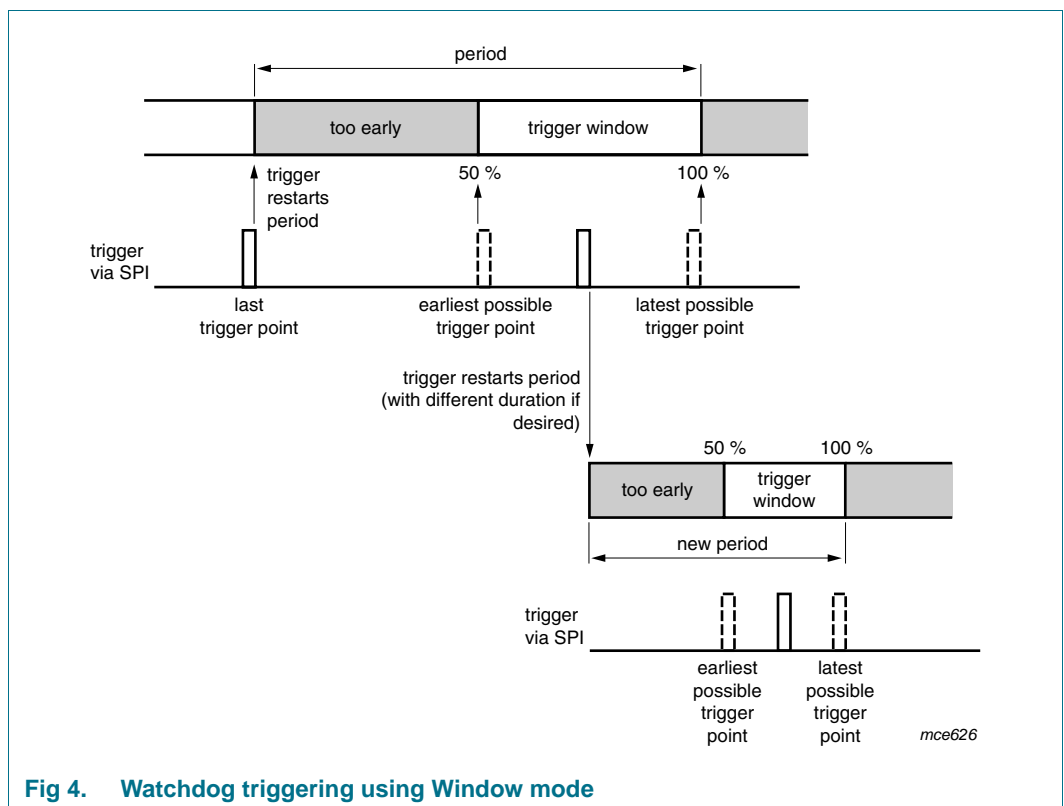 period
too early
trigger window
trigger
restarts
period
50 %
100 %
trigger
via SPI
last
trigger point
earliest possible
trigger point
latest possible
trigger point
trigger restarts period
(with different duration if
desired)
50 %
100 %
too early
trigger
window
new period
trigger
via SPI
earliest
possible
trigger
point
latest
possible
trigger
point
mce626
Fig 4. Watchdog triggering using Window mode